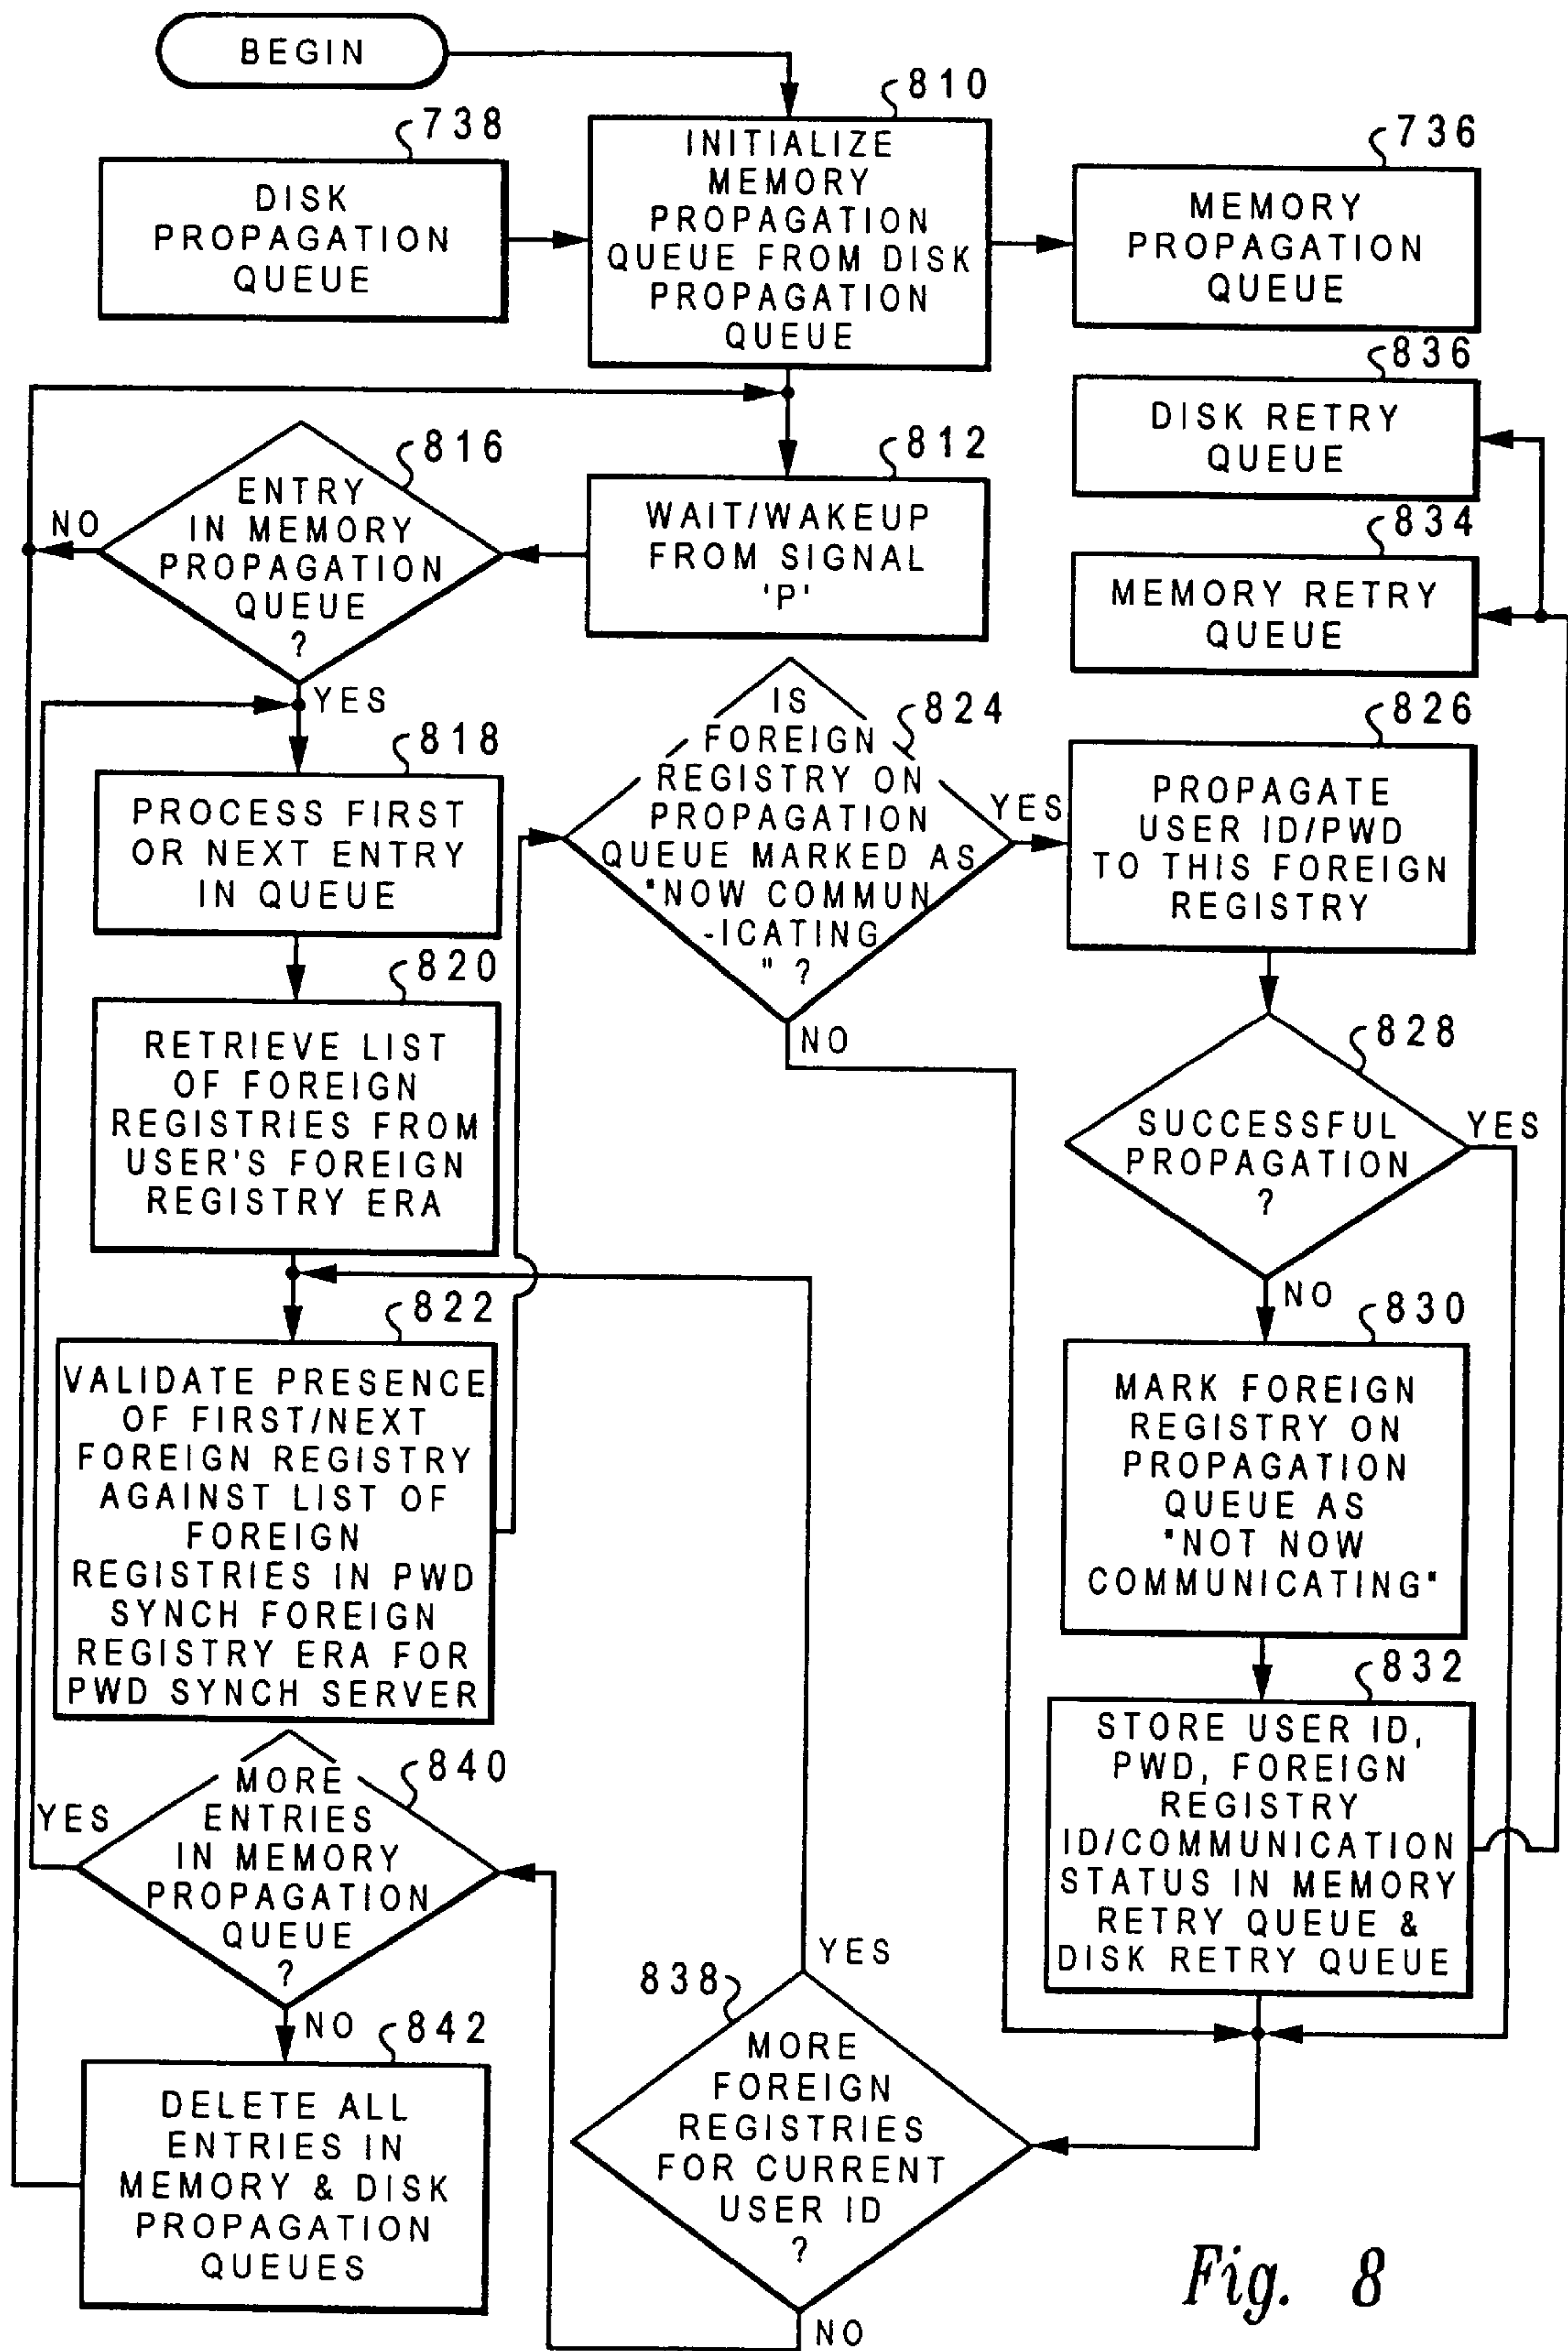 BEGIN
810
INITIALIZE
MEMORY
PROPAGATION
QUEUE FROM DISK
PROPAGATION
QUEUE
738
DISK
PROPAGATION
QUEUE
736
MEMORY
PROPAGATION
QUEUE
836
DISK RETRY
QUEUE
834
MEMORY RETRY
QUEUE
812
WAIT/WAKEUP
FROM SIGNAL
'P'
816
ENTRY
IN MEMORY
PROPAGATION
QUEUE
?
NO
YES
818
PROCESS FIRST
OR NEXT ENTRY
IN QUEUE
820
RETRIEVE LIST
OF FOREIGN
REGISTRIES FROM
USER'S FOREIGN
REGISTRY ERA
822
VALIDATE PRESENCE
OF FIRST/NEXT
FOREIGN REGISTRY
AGAINST LIST OF
FOREIGN
REGISTRIES IN PWD
SYNCH FOREIGN
REGISTRY ERA FOR
PWD SYNCH SERVER
824
IS
FOREIGN
REGISTRY ON
PROPAGATION
QUEUE MARKED AS
"NOW COMMUN
-ICATING
" ?
YES
NO
826
PROPAGATE
USER ID/PWD
TO THIS FOREIGN
REGISTRY
828
SUCCESSFUL
PROPAGATION
?
YES
NO
830
MARK FOREIGN
REGISTRY ON
PROPAGATION
QUEUE AS
"NOT NOW
COMMUNICATING"
832
STORE USER ID,
PWD, FOREIGN
REGISTRY
ID/COMMUNICATION
STATUS IN MEMORY
RETRY QUEUE &
DISK RETRY QUEUE
838
MORE
FOREIGN
REGISTRIES
FOR CURRENT
USER ID
?
YES
NO
840
MORE
ENTRIES
IN MEMORY
PROPAGATION
QUEUE
?
YES
NO
842
DELETE ALL
ENTRIES IN
MEMORY & DISK
PROPAGATION
QUEUES
Fig. 8